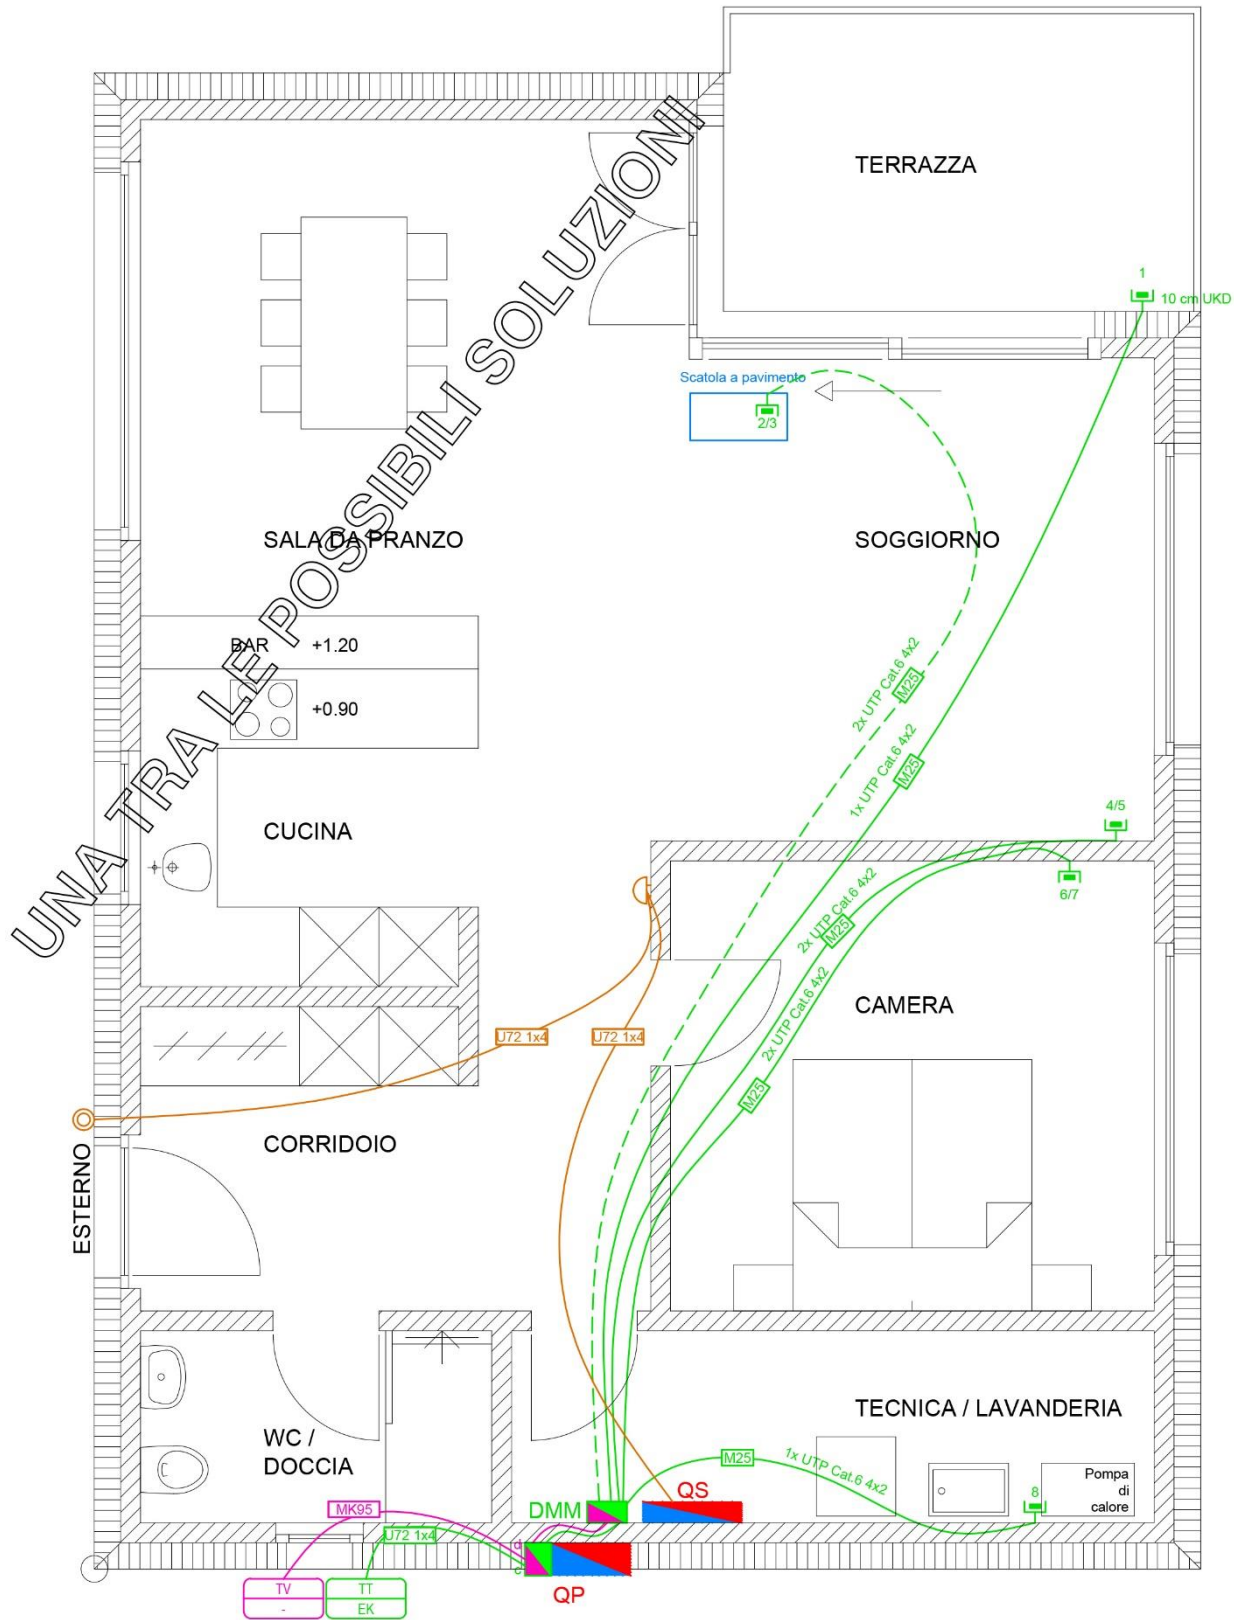 TERRAZZA
1
10 cm UKD
Scatola a pavimento
2/3
SALA DA PRANZO
SOGGIORNO
UNA TRA LE POSSIBILI SOLUZIONI
BAR
+1.20
+0.90
2x UTP Cat.6 4x2
M25
1x UTP Cat.6 4x2
M25
CUCINA
4/5
6/7
2x UTP Cat.6 4x2
M25
2x UTP Cat.6 4x2
M25
CAMERA
U72 1x4
U72 1x4
CORRIDOIO
ESTERNO
WC /
DOCCIA
TECNICA / LAVANDERIA
M25
1x UTP Cat.6 4x2
Pompa
di
calore
8
QS
DMM
MK95
U72 1x4
d
c
QP
TV
-
TT
EK